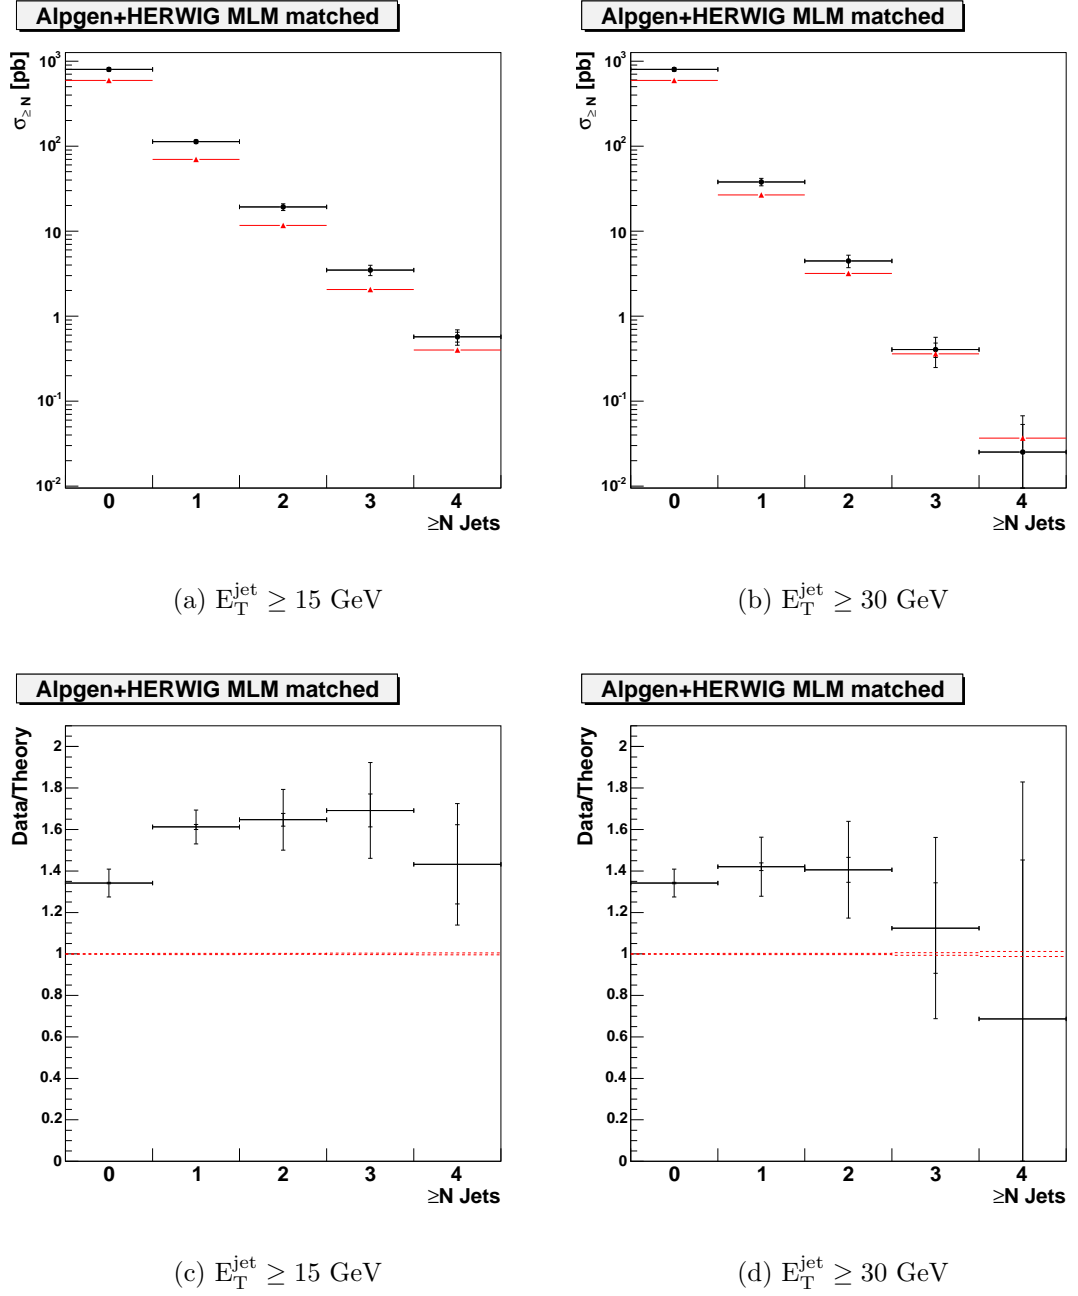 Alpgen+HERWIG MLM matched
σ≥ N [pb]
10³
10²
10
1
10⁻¹
10⁻²
0 1 2 3 4
≥N Jets
(a) E_T^jet ≥ 15 GeV
Alpgen+HERWIG MLM matched
σ≥ N [pb]
10³
10²
10
1
10⁻¹
10⁻²
0 1 2 3 4
≥N Jets
(b) E_T^jet ≥ 30 GeV
Alpgen+HERWIG MLM matched
Data/Theory
2
1.8
1.6
1.4
1.2
1
0.8
0.6
0.4
0.2
0
0 1 2 3 4
≥N Jets
(c) E_T^jet ≥ 15 GeV
Alpgen+HERWIG MLM matched
Data/Theory
2
1.8
1.6
1.4
1.2
1
0.8
0.6
0.4
0.2
0
0 1 2 3 4
≥N Jets
(d) E_T^jet ≥ 30 GeV